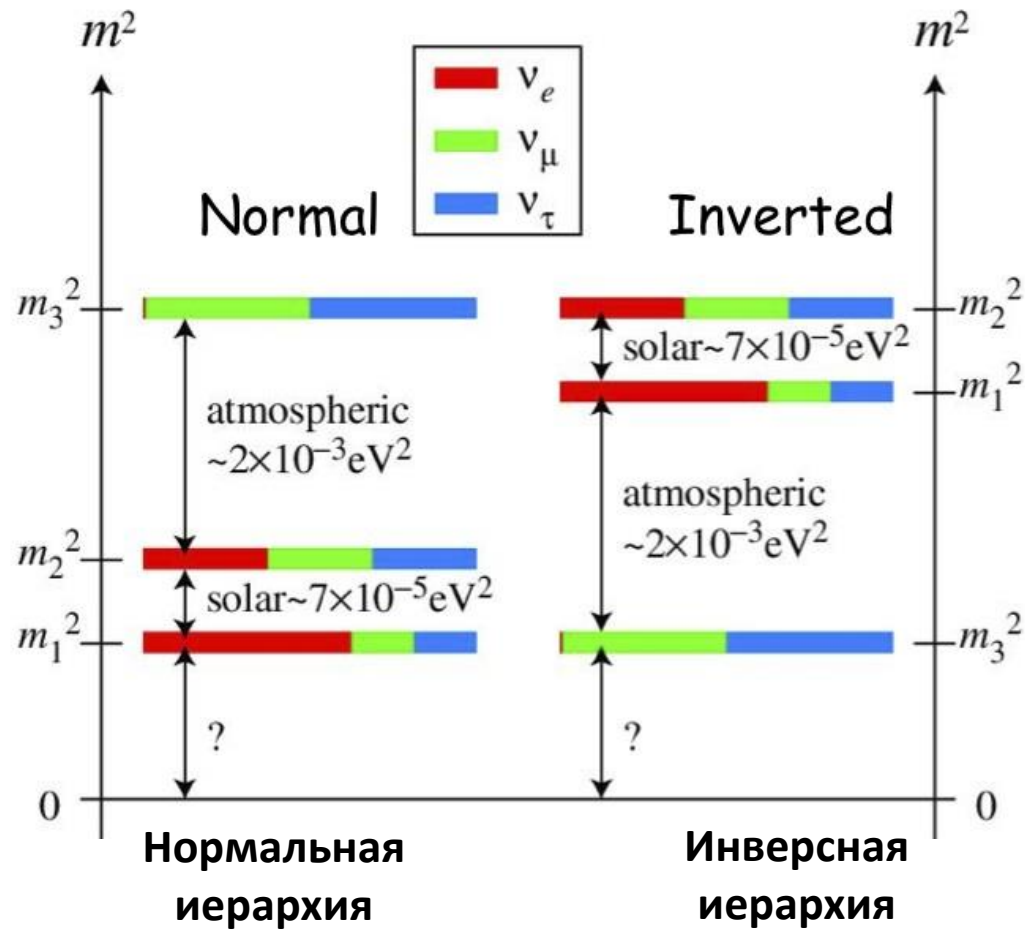 m² m²
νe
νμ
ντ
Normal Inverted
m₃² m₂²
solar~7×10⁻⁵eV²
m₁²
atmospheric
~2×10⁻³eV²
atmospheric
~2×10⁻³eV²
m₂²
solar~7×10⁻⁵eV²
m₁² m₃²
? ?
0 0
Нормальная
иерархия
Инверсная
иерархия